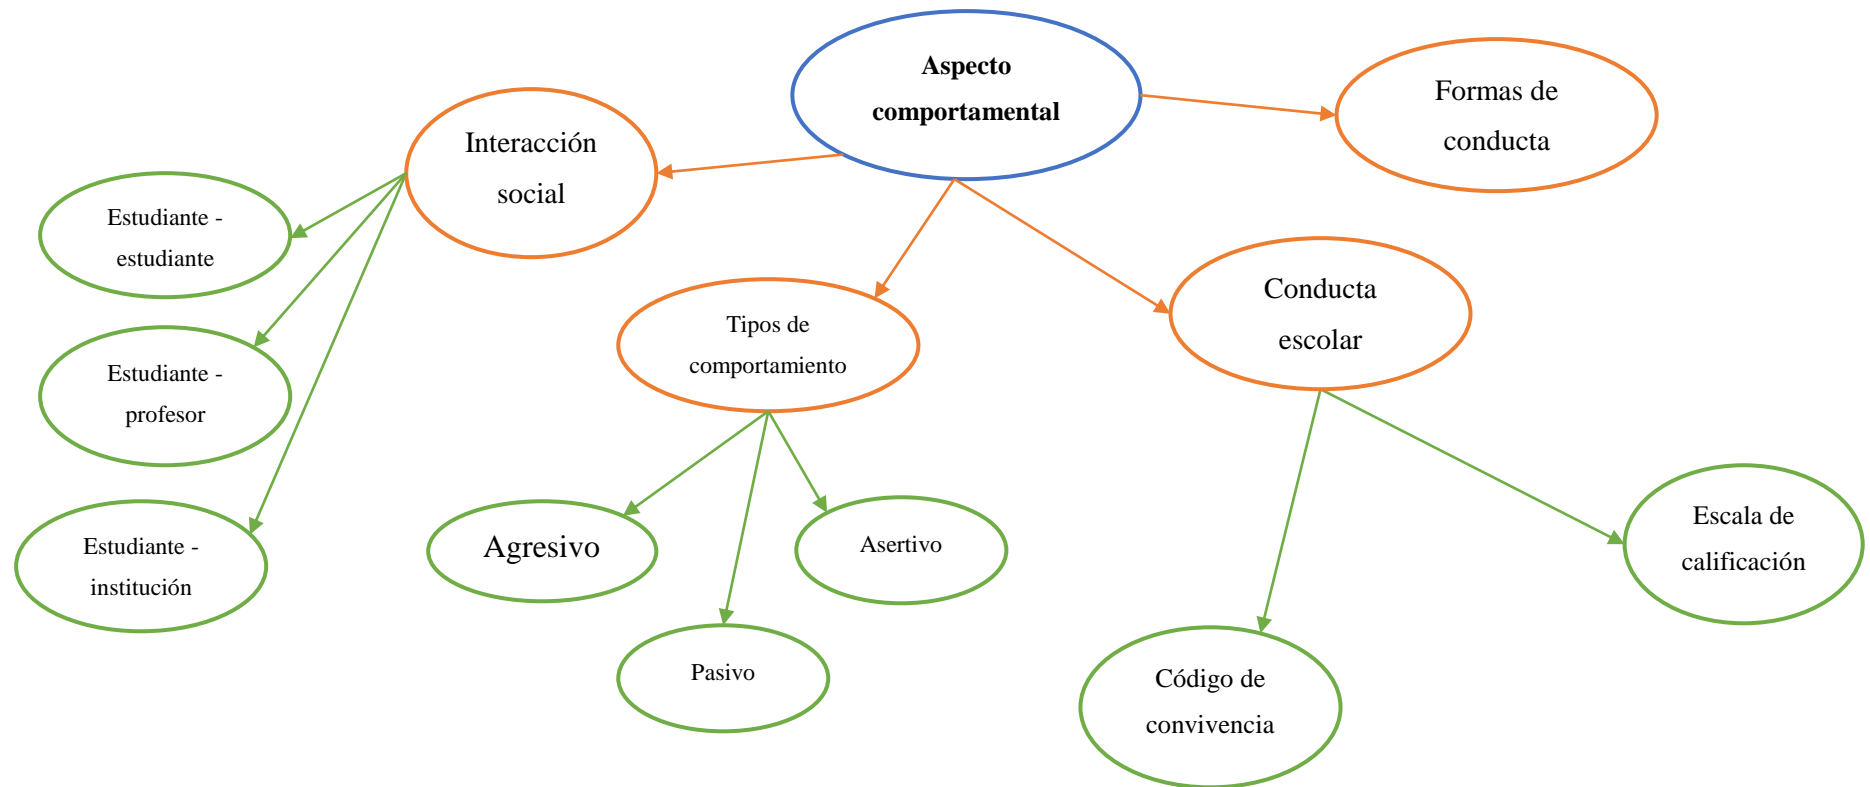 Aspecto
comportamental
Formas de
conducta
Interacción
social
Estudiante -
estudiante
Estudiante -
profesor
Estudiante -
institución
Tipos de
comportamiento
Agresivo
Asertivo
Pasivo
Conducta
escolar
Escala de
calificación
Código de
convivencia